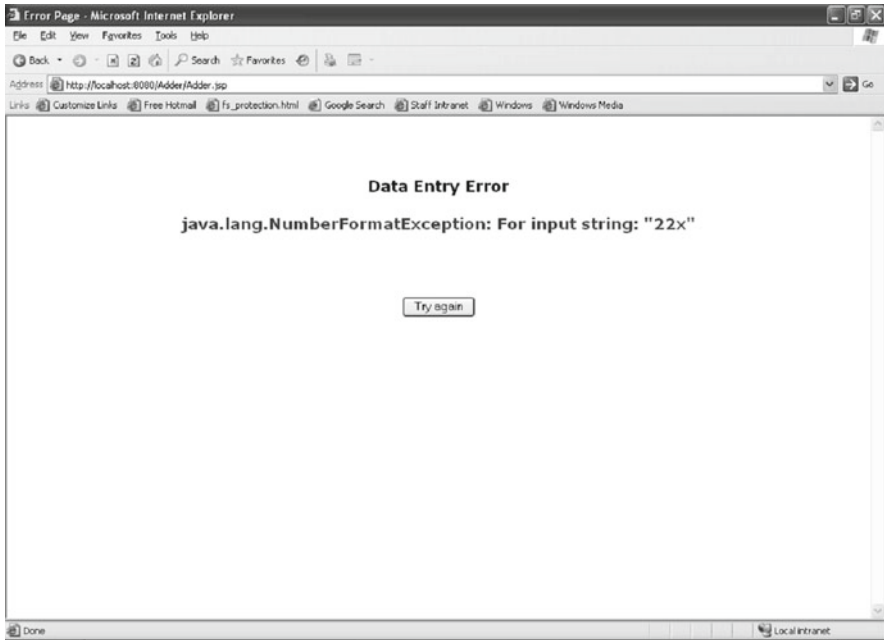 Error Page - Microsoft Internet Explorer
File Edit View Favorites Tools Help
Back Search Favorites
Address http://localhost:8080/Adder/Adder.jsp Go
Links Customize Links Free Hotmail fs_protection.html Google Search Staff Intranet Windows Windows Media
Data Entry Error
java.lang.NumberFormatException: For input string: "22x"
Try again
Done Local intranet